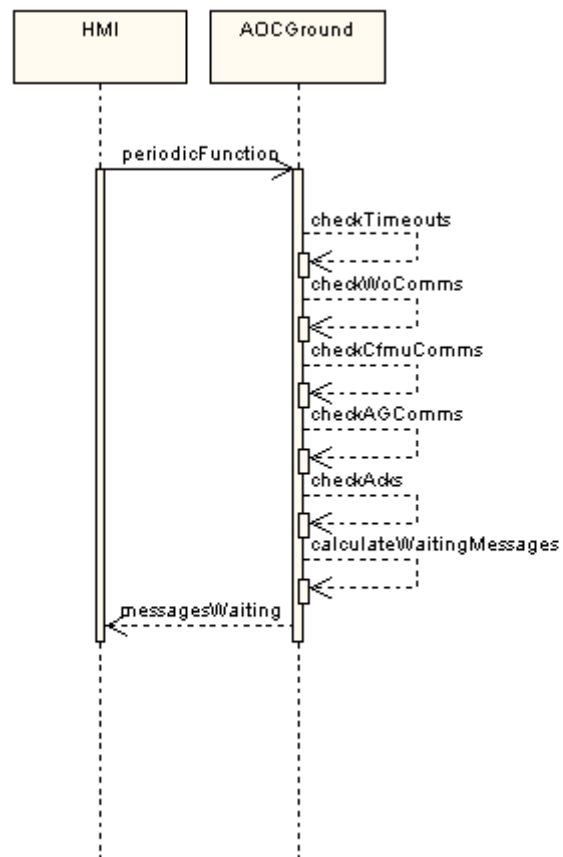 HMI
AOCGround
periodicFunction
checkTimeouts
checkWoComms
checkCfmuComms
checkAGComms
checkAcks
calculateWaitingMessages
messagesWaiting